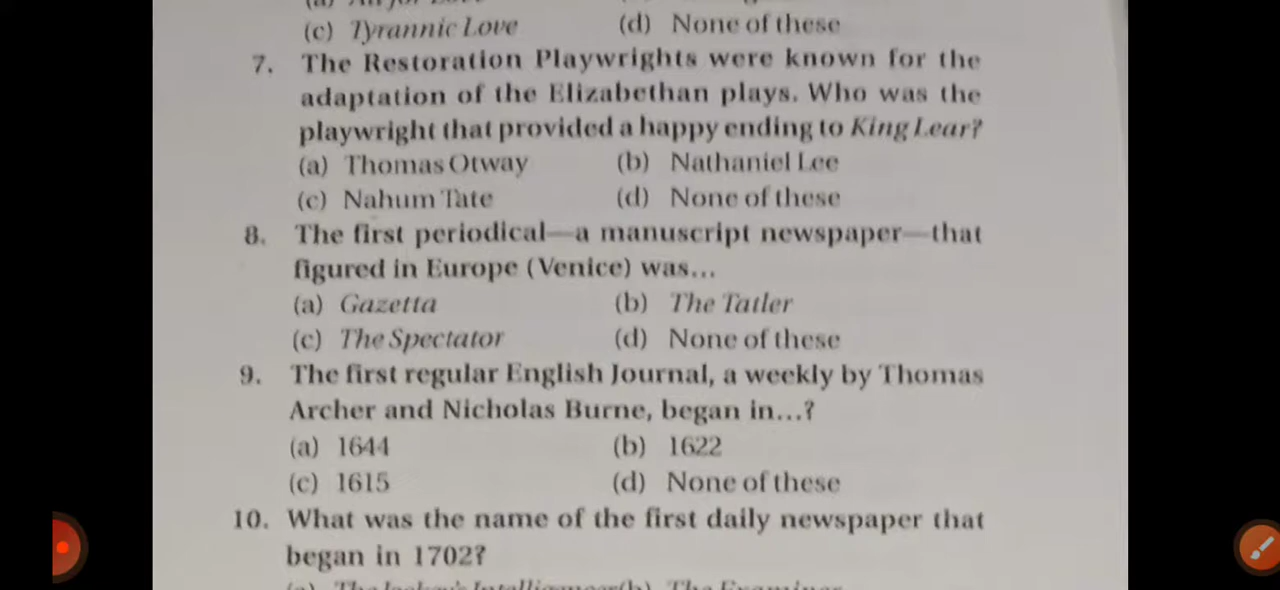 (c) Tyrannic Love (d) None of these
7. The Restoration Playwrights were known for the
adaptation of the Elizabethan plays. Who was the
playwright that provided a happy ending to King Lear?
(a) Thomas Otway (b) Nathaniel Lee
(c) Nahum Tate (d) None of these
8. The first periodical—a manuscript newspaper—that
figured in Europe (Venice) was...
(a) Gazetta (b) The Tatler
(c) The Spectator (d) None of these
9. The first regular English Journal, a weekly by Thomas
Archer and Nicholas Burne, began in...?
(a) 1644 (b) 1622
(c) 1615 (d) None of these
10. What was the name of the first daily newspaper that
began in 1702?